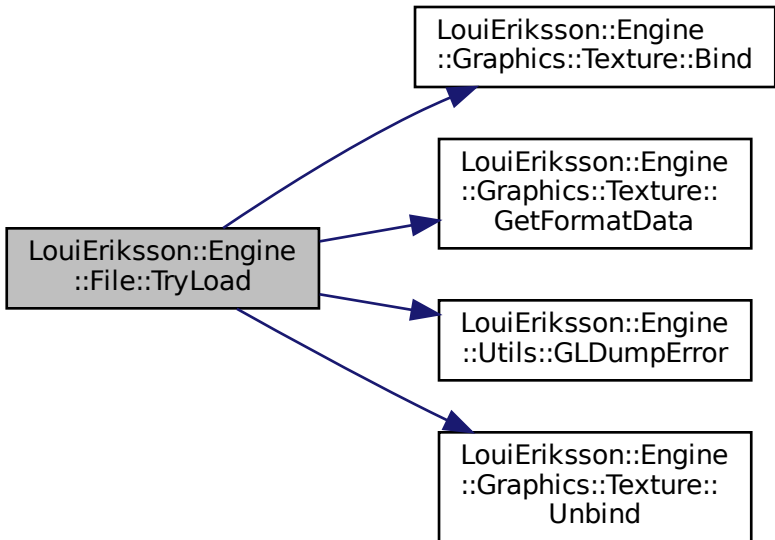 LouiEriksson::Engine
::Graphics::Texture::Bind
LouiEriksson::Engine
::Graphics::Texture::
GetFormatData
LouiEriksson::Engine
::File::TryLoad
LouiEriksson::Engine
::Utils::GLDumpError
LouiEriksson::Engine
::Graphics::Texture::
Unbind